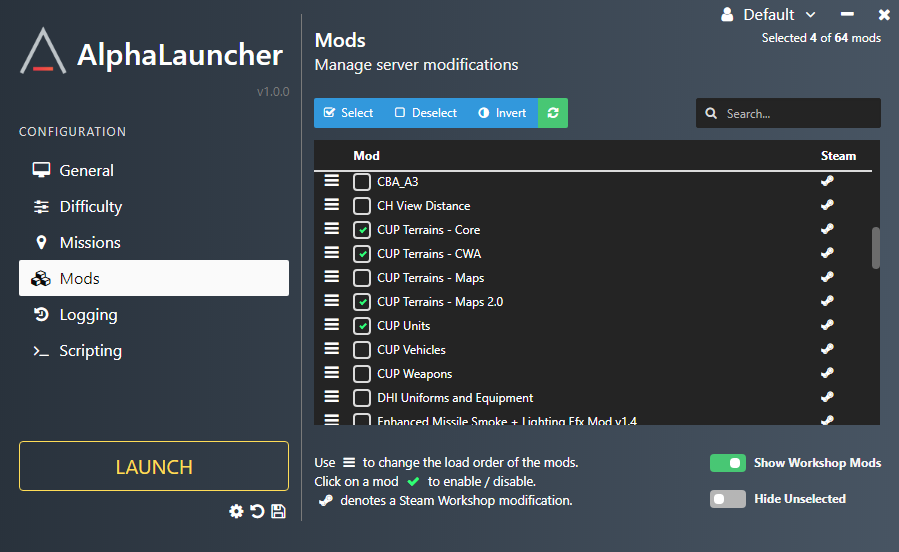 Default
Selected 4 of 64 mods
AlphaLauncher
v1.0.0
CONFIGURATION
General
Difficulty
Missions
Mods
Logging
Scripting
LAUNCH
Mods
Manage server modifications
Select Deselect Invert
Search...
Mod Steam
CBA_A3
CH View Distance
CUP Terrains - Core
CUP Terrains - CWA
CUP Terrains - Maps
CUP Terrains - Maps 2.0
CUP Units
CUP Vehicles
CUP Weapons
DHI Uniforms and Equipment
Enhanced Missile Smoke + Lighting Efx Mod v1.4
Use to change the load order of the mods.
Click on a mod to enable / disable.
denotes a Steam Workshop modification.
Show Workshop Mods
Hide Unselected